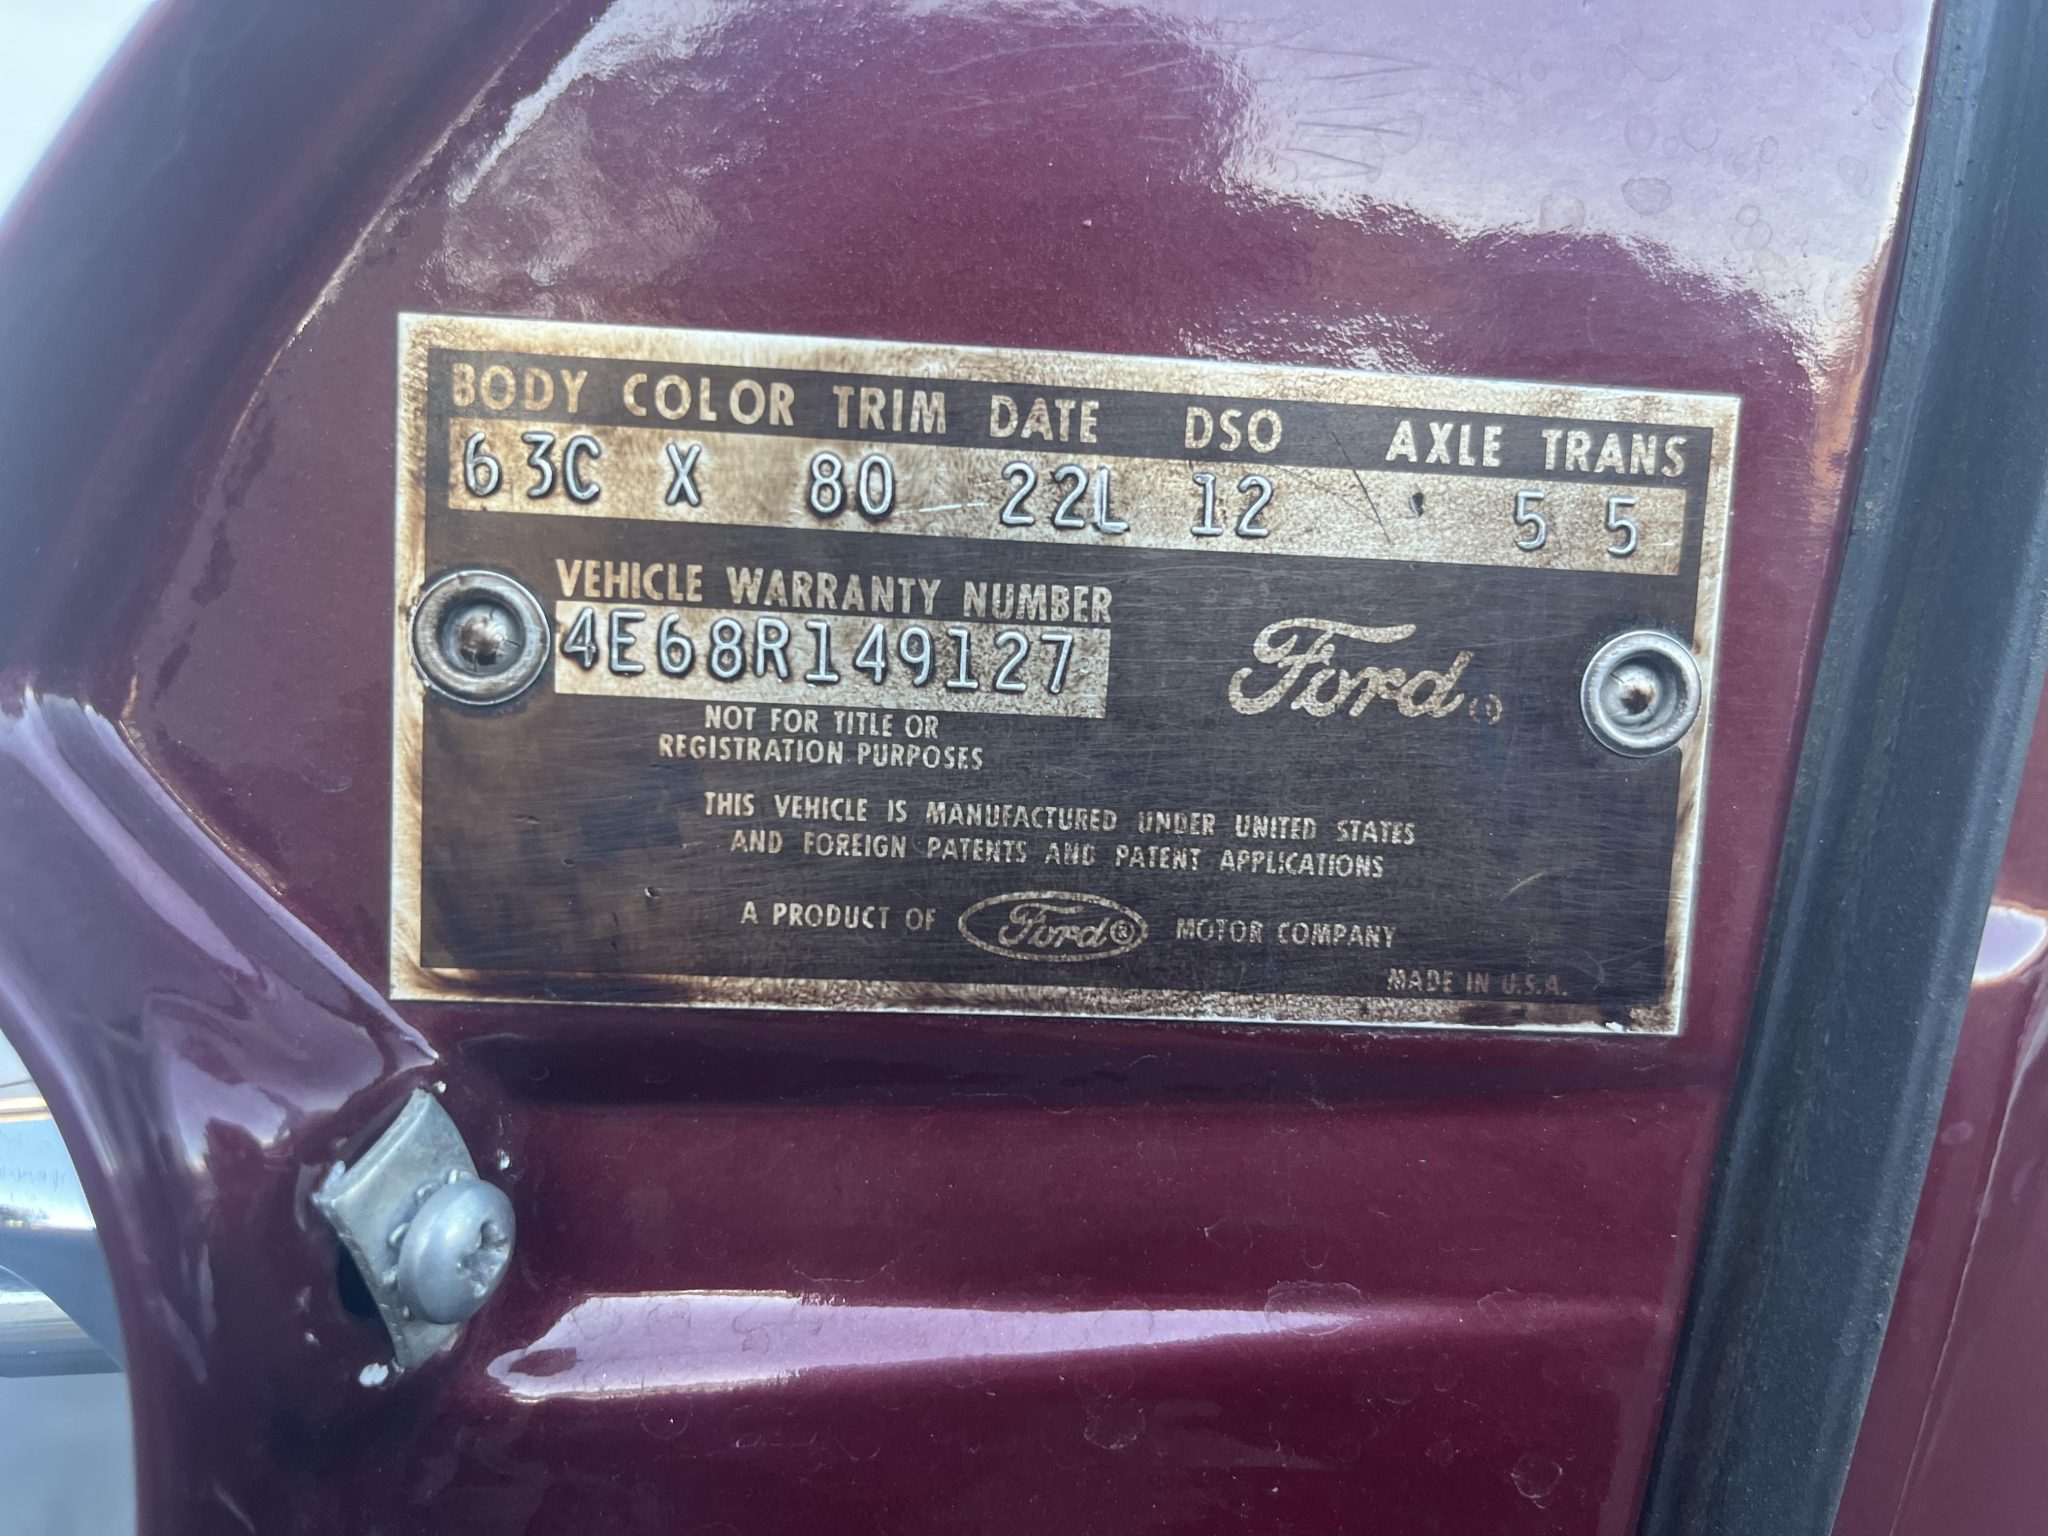 BODY COLOR TRIM DATE DSO AXLE TRANS
63C X 80 22L 12 5 5
VEHICLE WARRANTY NUMBER
4E68R149127
Ford
NOT FOR TITLE OR
REGISTRATION PURPOSES
THIS VEHICLE IS MANUFACTURED UNDER UNITED STATES
AND FOREIGN PATENTS AND PATENT APPLICATIONS
A PRODUCT OF Ford® MOTOR COMPANY
MADE IN U.S.A.